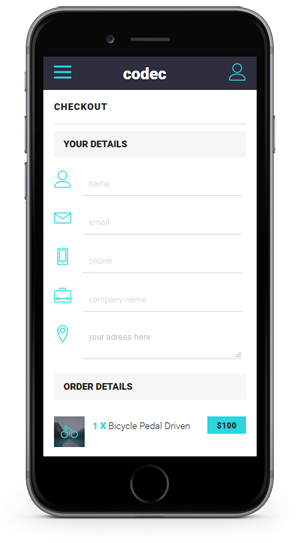 codec
CHECKOUT
YOUR DETAILS
name
email
phone
company name
your adress here
ORDER DETAILS
1 X Bicycle Pedal Driven
$100